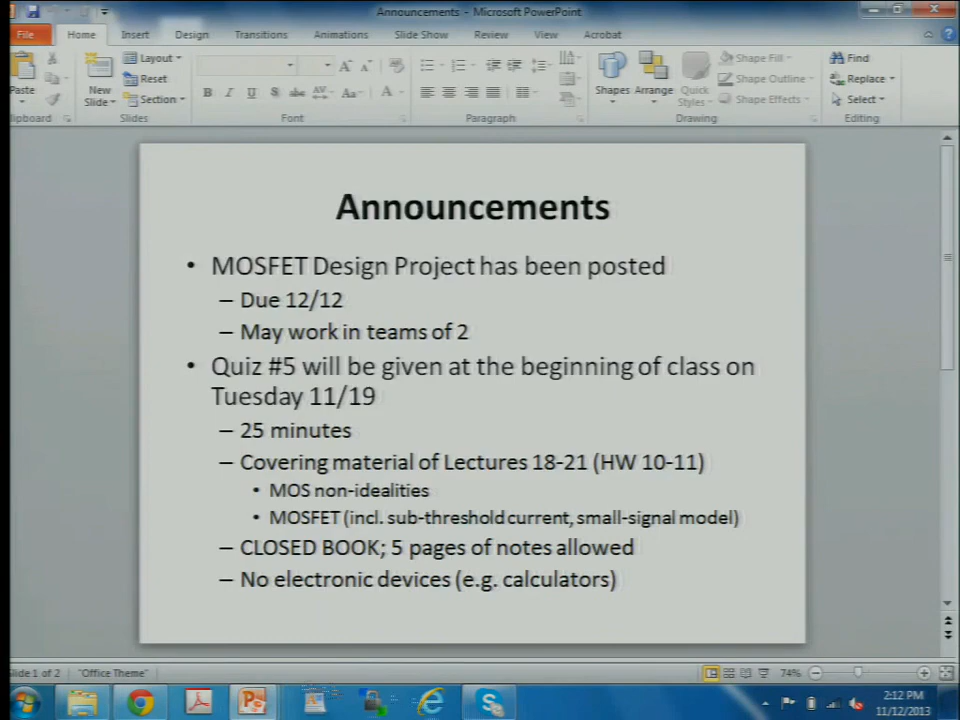 Announcements - Microsoft PowerPoint
File Home Insert Design Transitions Animations Slide Show Review View Acrobat
Paste
New Slide
Layout
Reset
Section
Shapes Arrange Quick Styles
Shape Fill
Shape Outline
Shape Effects
Find
Replace
Select
lipboard Slides Font Paragraph Drawing Editing
Announcements
• MOSFET Design Project has been posted
– Due 12/12
– May work in teams of 2
• Quiz #5 will be given at the beginning of class on
Tuesday 11/19
– 25 minutes
– Covering material of Lectures 18-21 (HW 10-11)
• MOS non-idealities
• MOSFET (incl. sub-threshold current, small-signal model)
– CLOSED BOOK; 5 pages of notes allowed
– No electronic devices (e.g. calculators)
lide 1 of 2 "Office Theme" 74%
2:12 PM
11/12/2013